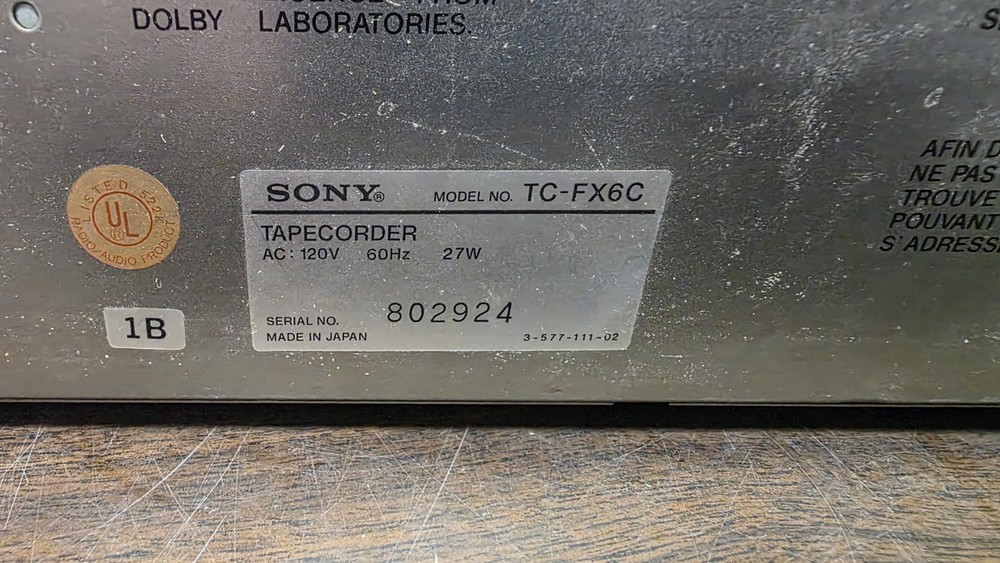 DOLBY LABORATORIES.
LISTED
UL
®
RADIO/AUDIO PRODUCT
1B
SONY® MODEL NO. TC-FX6C
TAPECORDER
AC: 120V 60Hz 27W
SERIAL NO. 802924
MADE IN JAPAN 3-577-111-02
AFIN
NE PAS
TROUVE
POUVANT
S'ADRESS